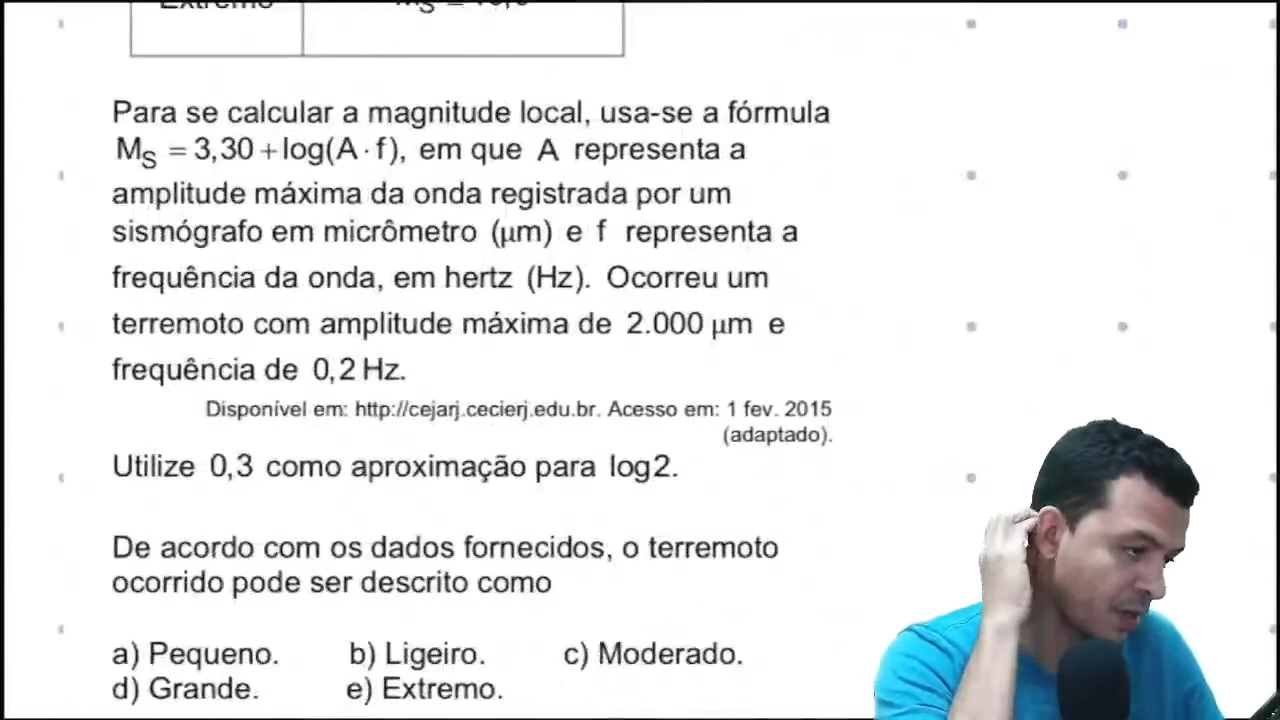 Para se calcular a magnitude local, usa-se a fórmula
M_S = 3,30 + log(A · f), em que A representa a
amplitude máxima da onda registrada por um
sismógrafo em micrômetro (μm) e f representa a
frequência da onda, em hertz (Hz). Ocorreu um
terremoto com amplitude máxima de 2.000 μm e
frequência de 0,2 Hz.
Disponível em: http://cejarj.cecierj.edu.br. Acesso em: 1 fev. 2015
(adaptado).
Utilize 0,3 como aproximação para log2.
De acordo com os dados fornecidos, o terremoto
ocorrido pode ser descrito como
a) Pequeno. b) Ligeiro. c) Moderado.
d) Grande. e) Extremo.